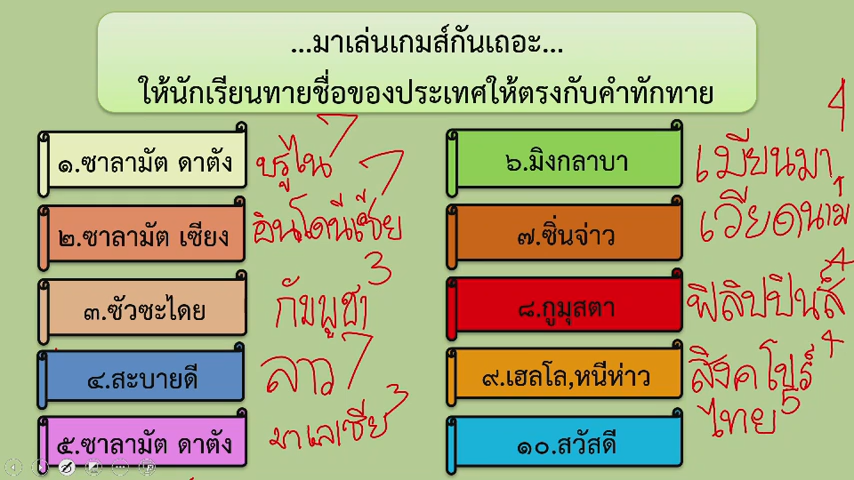 ...มาเล่นเกมส์กันเถอะ...
ให้นักเรียนทายชื่อของประเทศให้ตรงกับคำทักทาย
๑.ซาลามัต ดาตัง บรูไน 7
๒.ซาลามัต เซียง อินโดนีเซีย 7
๓.ซัวซะไดย กัมพูชา 3
๔.สะบายดี ลาว 7
๕.ซาลามัต ดาตัง มาเลเซีย 3
๖.มิงกลาบา เมียนมา 4
๗.ซิ่นจ่าว เวียดนาม 1
๘.กูมุสตา ฟิลิปปินส์ 4
๙.เฮลโล,หนีห่าว สิงคโปร์ 4
๑๐.สวัสดี ไทย 5